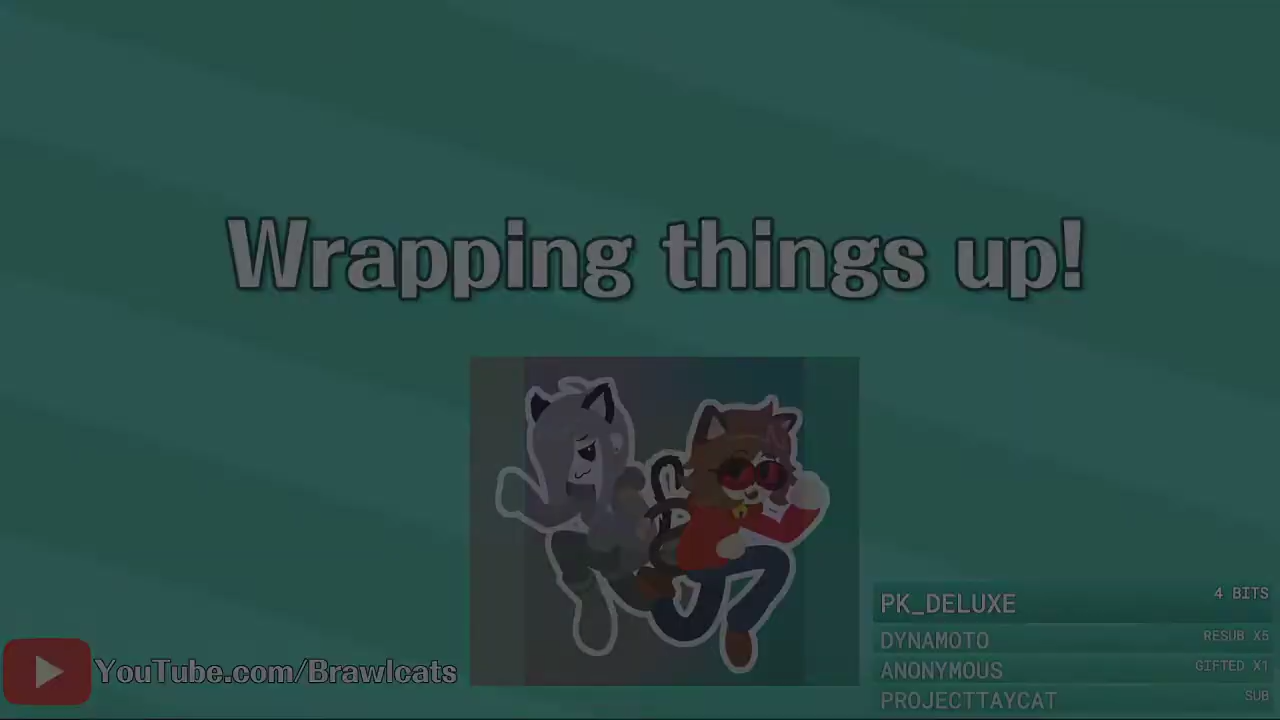 Wrapping things up!
YouTube.com/Brawlcats
PK_DELUXE 4 BITS
DYNAMOTO RESUB X5
ANONYMOUS GIFTED X1
PROJECTTAYCAT SUB